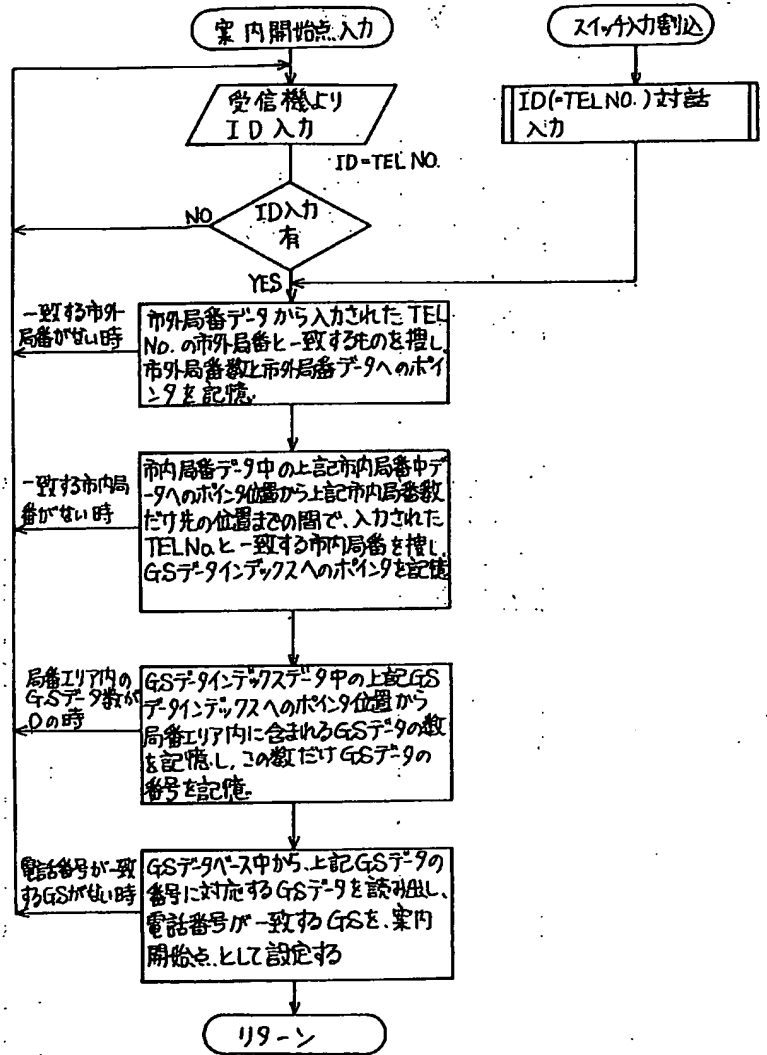 案内開始点入力
スイッチ入力割込
受信機より
ID入力
ID(=TEL NO.)対話
入力
ID=TEL NO.
ID入力
有
NO
YES
一致する市外
局番がない時
市外局番データから入力されたTEL
No.の市外局番と一致するものを捜し、
市外局番数と市外局番データへのポイ
ンタを記憶.
一致する市内局
番がない時
市内局番データ中の上記市内局番中デ
ータへのポインタ位置から上記市内局番数
だけ先の位置までの間で、入力された
TEL No.と一致する市内局番を捜し、
GSデータインデックスへのポインタを記憶
局番エリア内の
GSデータ数が
0の時
GSデータインデックスデータ中の上記GS
データインデックスへのポインタ位置から
局番エリア内に含まれるGSデータの数
を記憶し、この数だけGSデータの
番号を記憶.
電話番号が一致
するGSがない時
GSデータベース中から、上記GSデータの
番号に対応するGSデータを読み出し、
電話番号が一致するGSを、案内
開始点として設定する
リターン